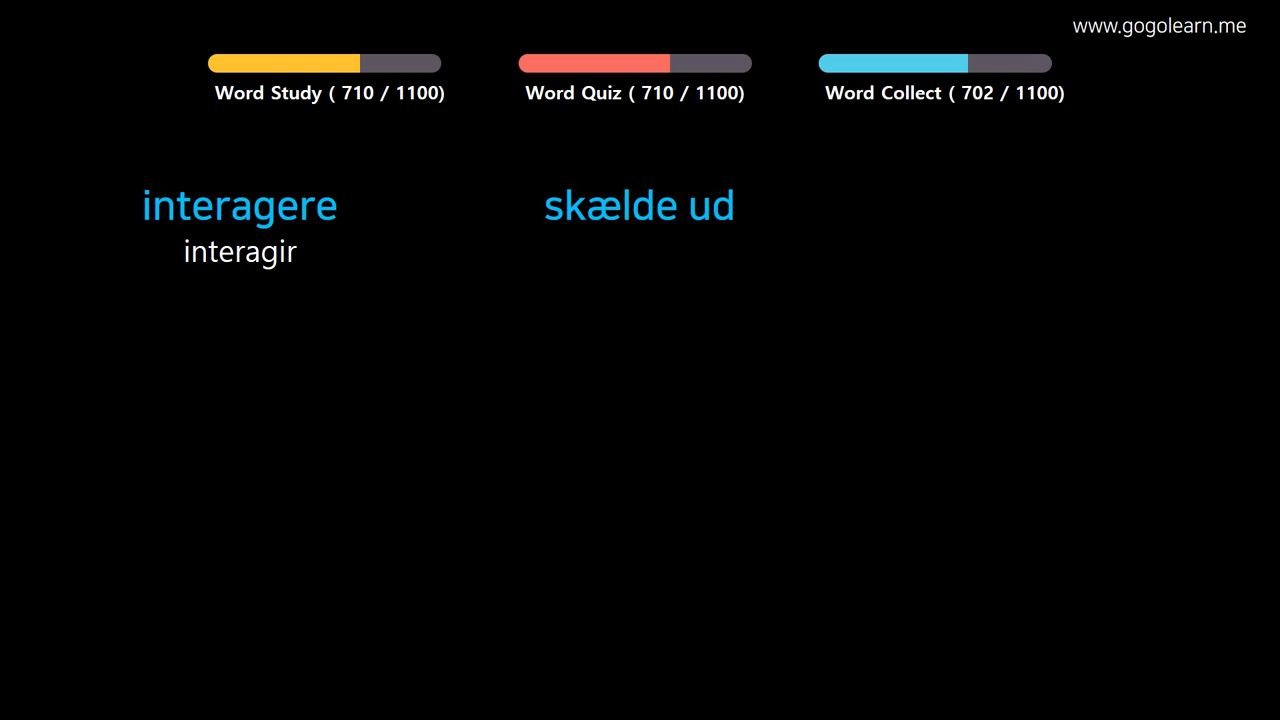 www.gogolearn.me
Word Study ( 710 / 1100)
Word Quiz ( 710 / 1100)
Word Collect ( 702 / 1100)
interagere
interagir
skælde ud